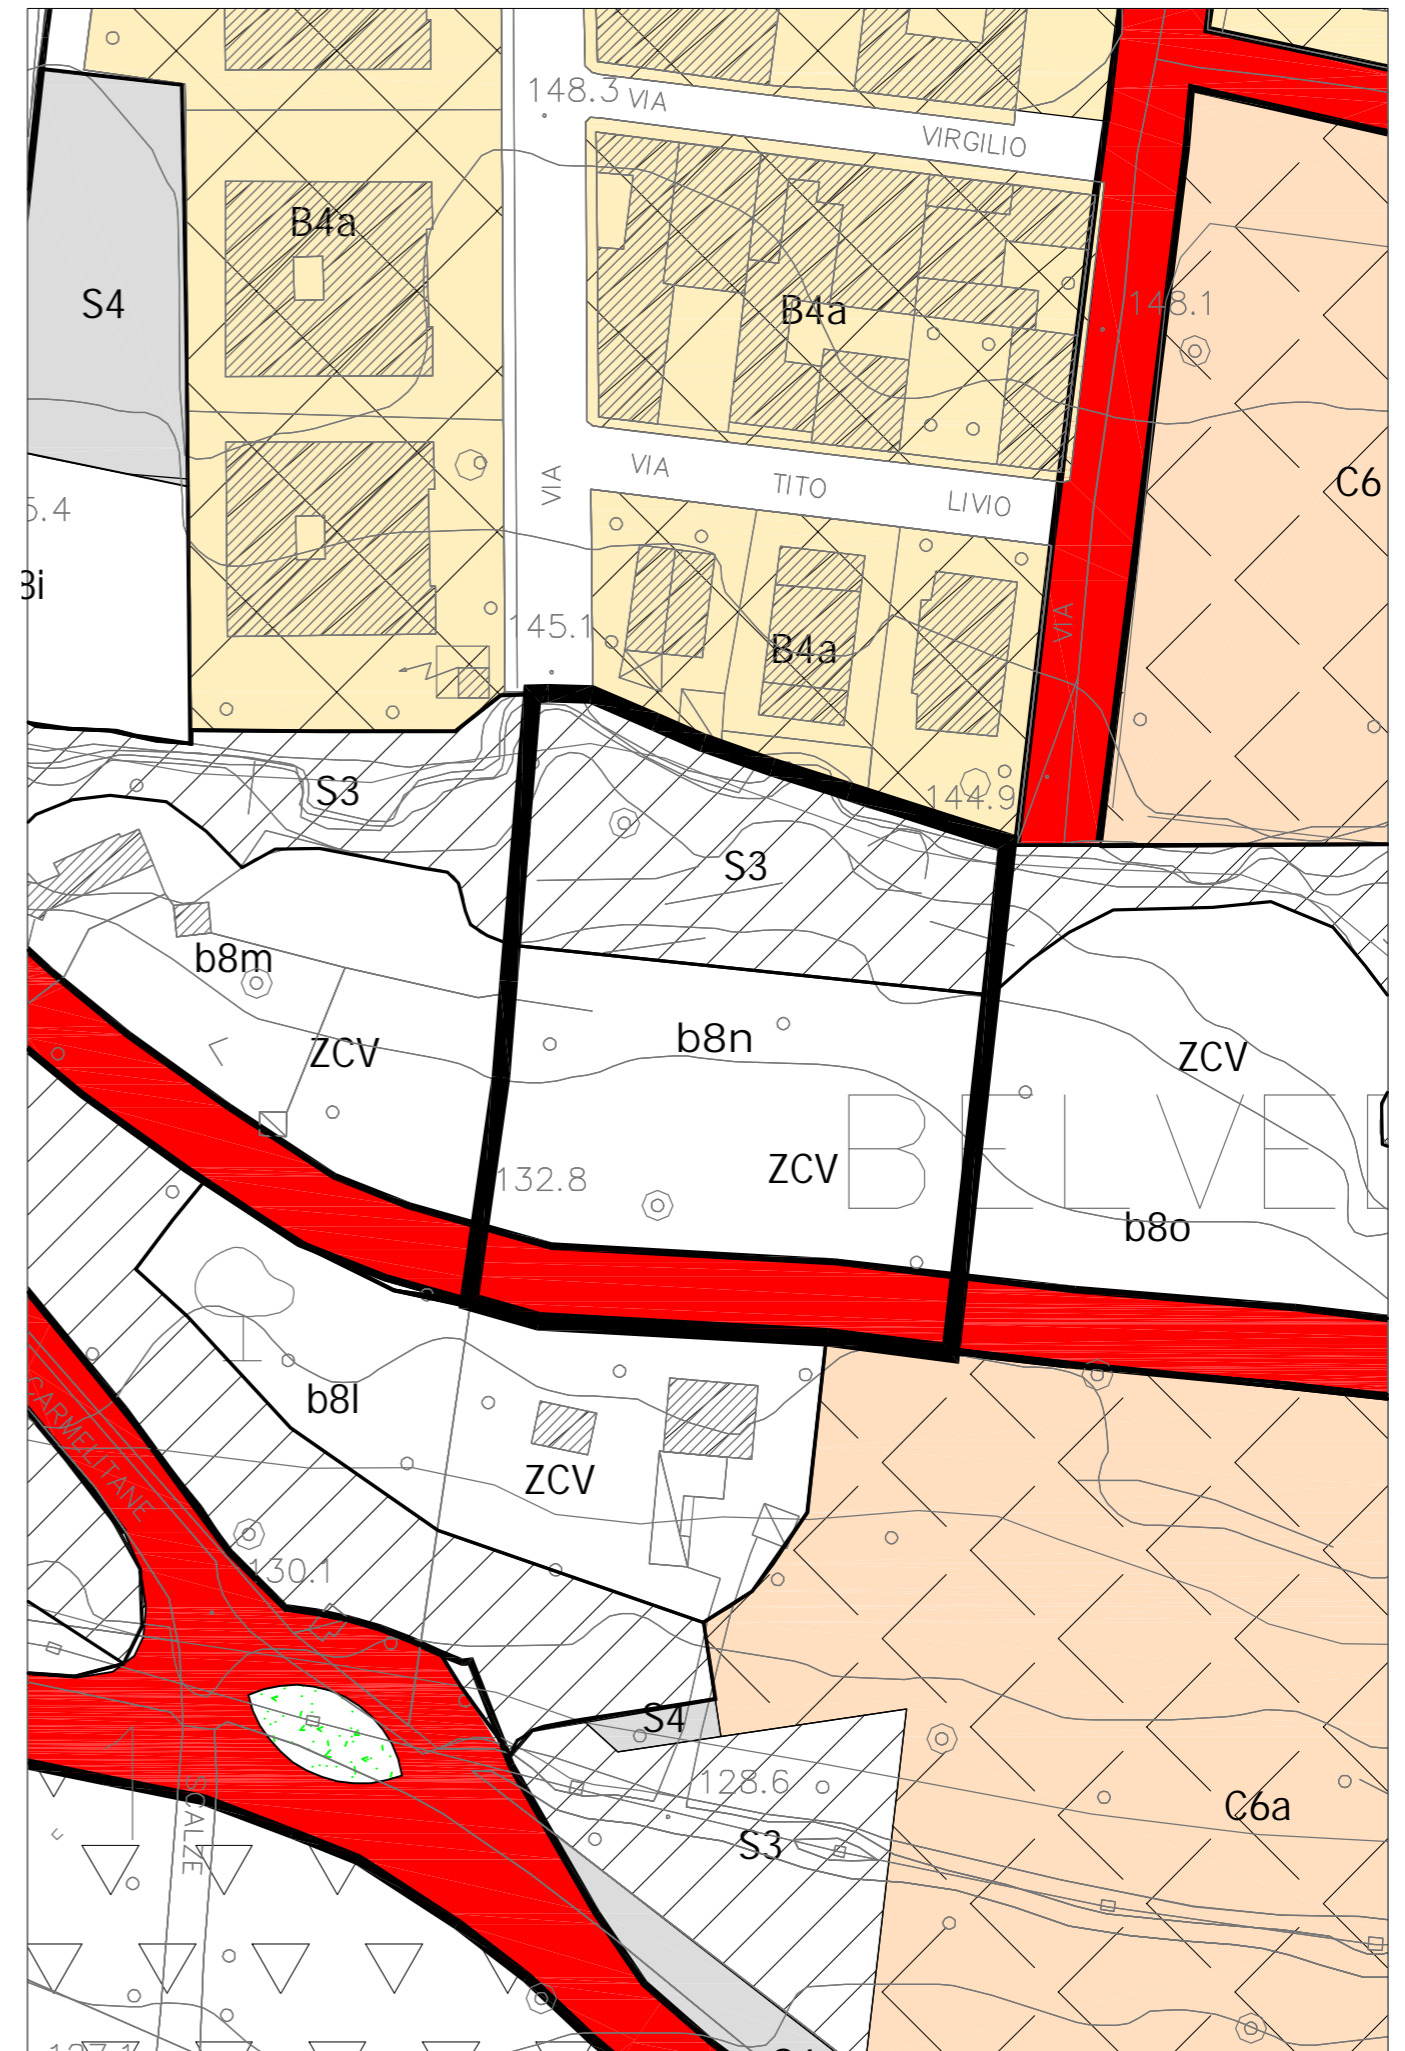 148.3
VIA
VIRGILIO
B4a
S4
B4a
148.1
C6
VIA
VIA
TITO
LIVIO
5.4
145.1
VIA
B4a
S3
144.9
S3
b8m
b8n
ZCV
ZCV
132.8
ZCV
b8o
b8l
CARMELITANE
ZCV
130.1
S4
128.6
C6a
S3
SCALZE